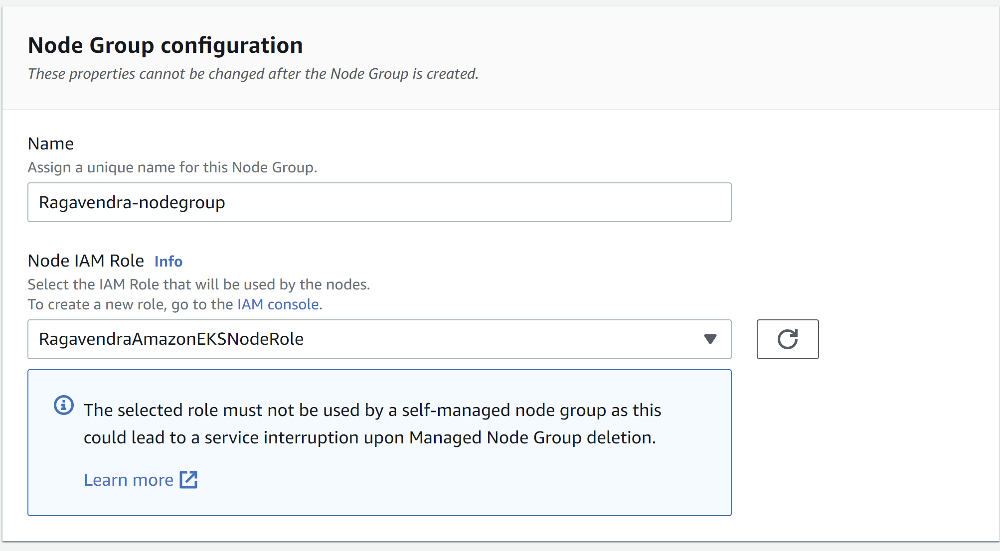 Node Group configuration
These properties cannot be changed after the Node Group is created.
Name
Assign a unique name for this Node Group.
Ragavendra-nodegroup
Node IAM Role Info
Select the IAM Role that will be used by the nodes.
To create a new role, go to the IAM console.
RagavendraAmazonEKSNodeRole
The selected role must not be used by a self-managed node group as this
could lead to a service interruption upon Managed Node Group deletion.
Learn more